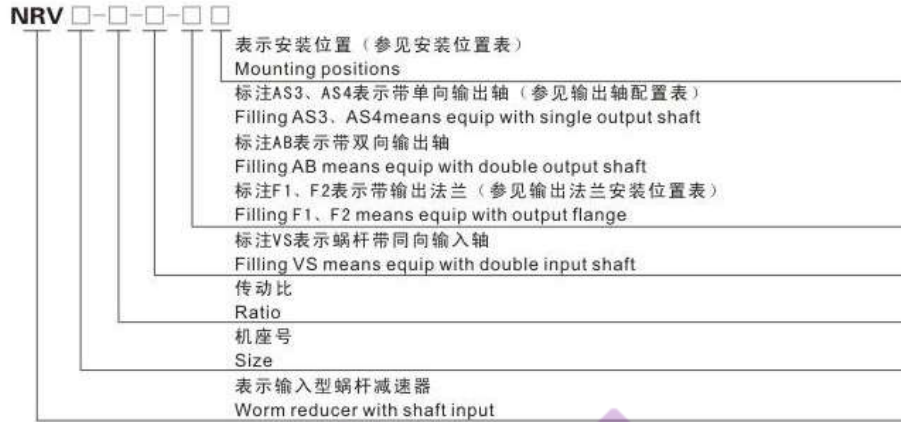 NRV □-□-□-□ □
表示安装位置（参见安装位置表）
Mounting positions
标注AS3、AS4表示带单向输出轴（参见输出轴配置表）
Filling AS3、AS4means equip with single output shaft
标注AB表示带双向输出轴
Filling AB means equip with double output shaft
标注F1、F2表示带输出法兰（参见输出法兰安装位置表）
Filling F1、F2 means equip with output flange
标注VS表示蜗杆带同向输入轴
Filling VS means equip with double input shaft
传动比
Ratio
机座号
Size
表示输入型蜗杆减速器
Worm reducer with shaft input